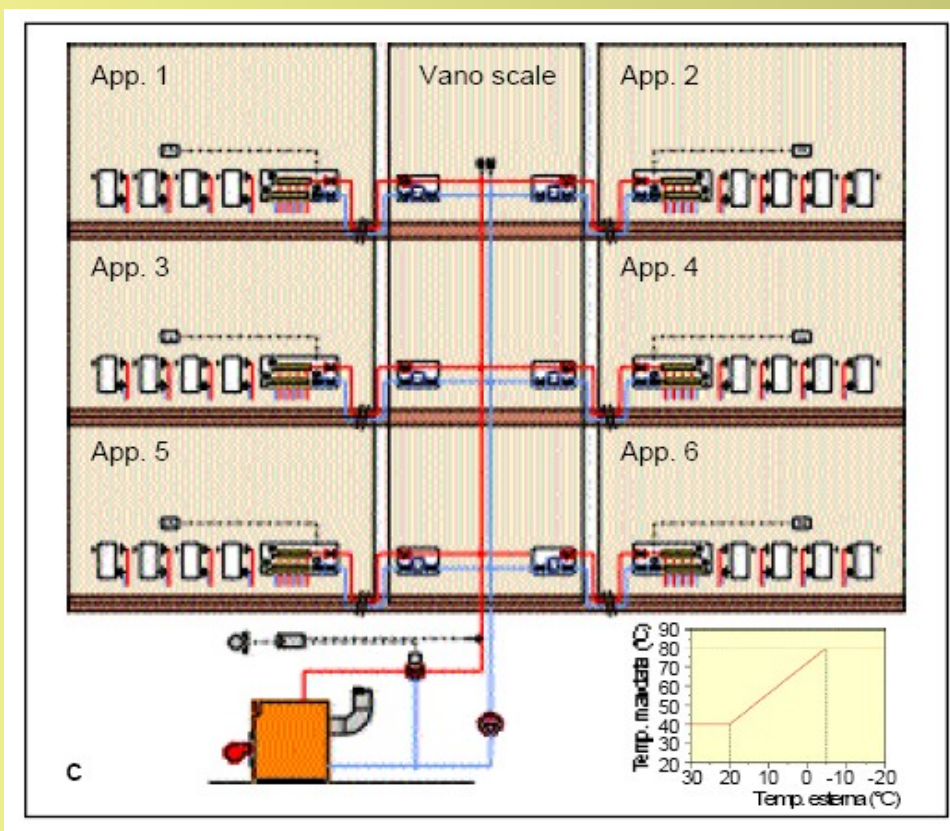 App. 1
Vano scale
App. 2
App. 3
App. 4
App. 5
App. 6
C
Temp. mandata (°C)
90
80
70
60
50
40
30
20
30 20 10 0 -10 -20
Temp. esterna (°C)